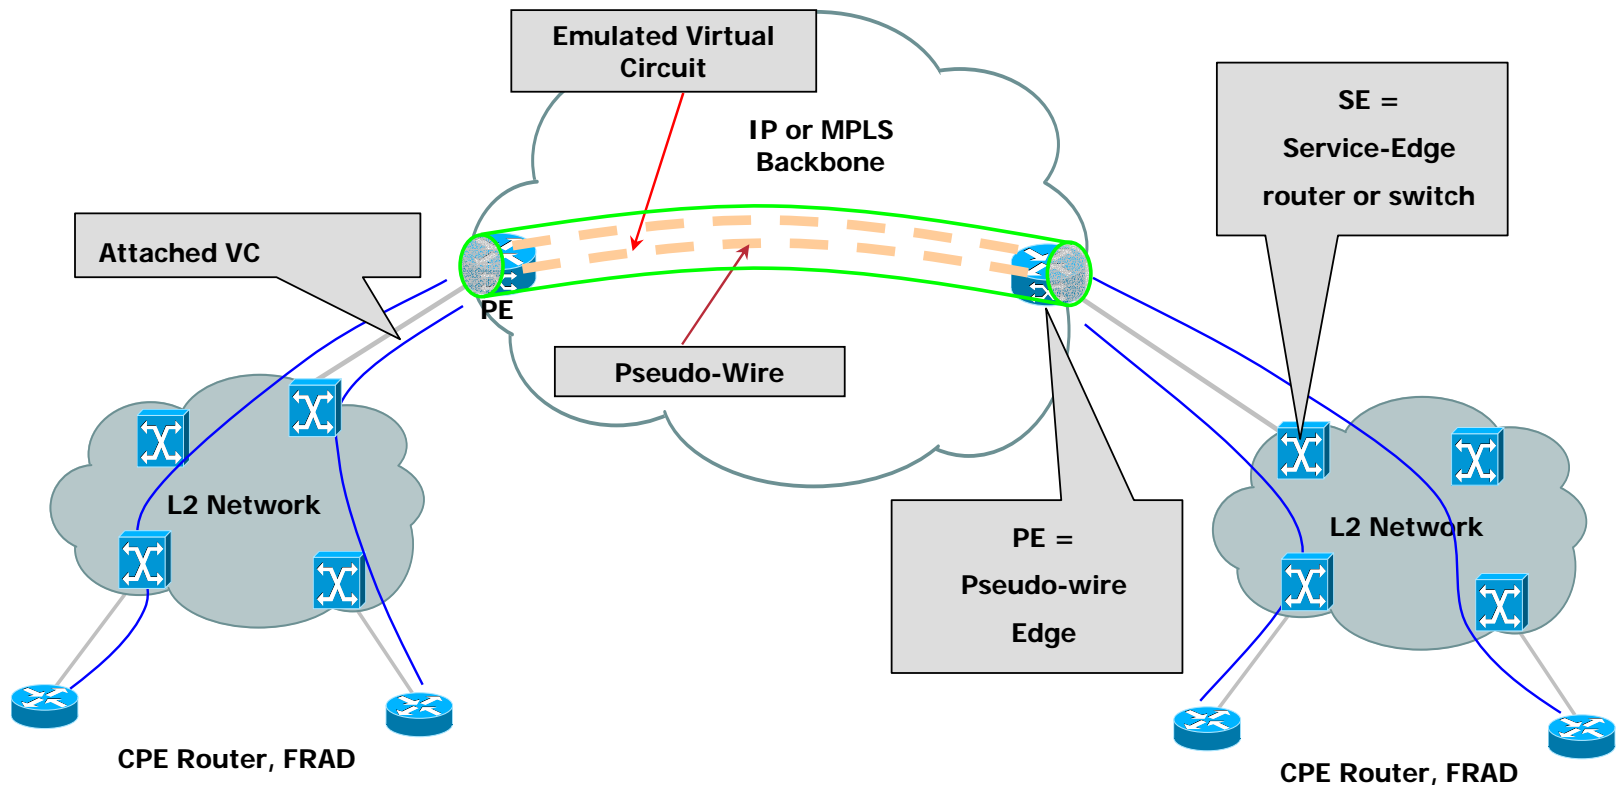 Emulated Virtual
Circuit
IP or MPLS
Backbone
SE =
Service-Edge
router or switch
Attached VC
PE
Pseudo-Wire
L2 Network
PE =
Pseudo-wire
Edge
L2 Network
CPE Router, FRAD
CPE Router, FRAD